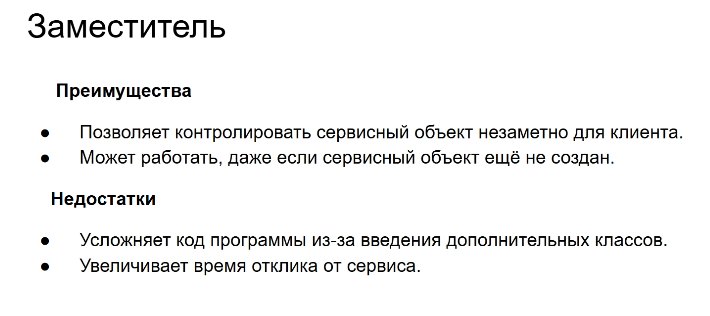 Заместитель
Преимущества
● Позволяет контролировать сервисный объект незаметно для клиента.
● Может работать, даже если сервисный объект ещё не создан.
Недостатки
● Усложняет код программы из-за введения дополнительных классов.
● Увеличивает время отклика от сервиса.